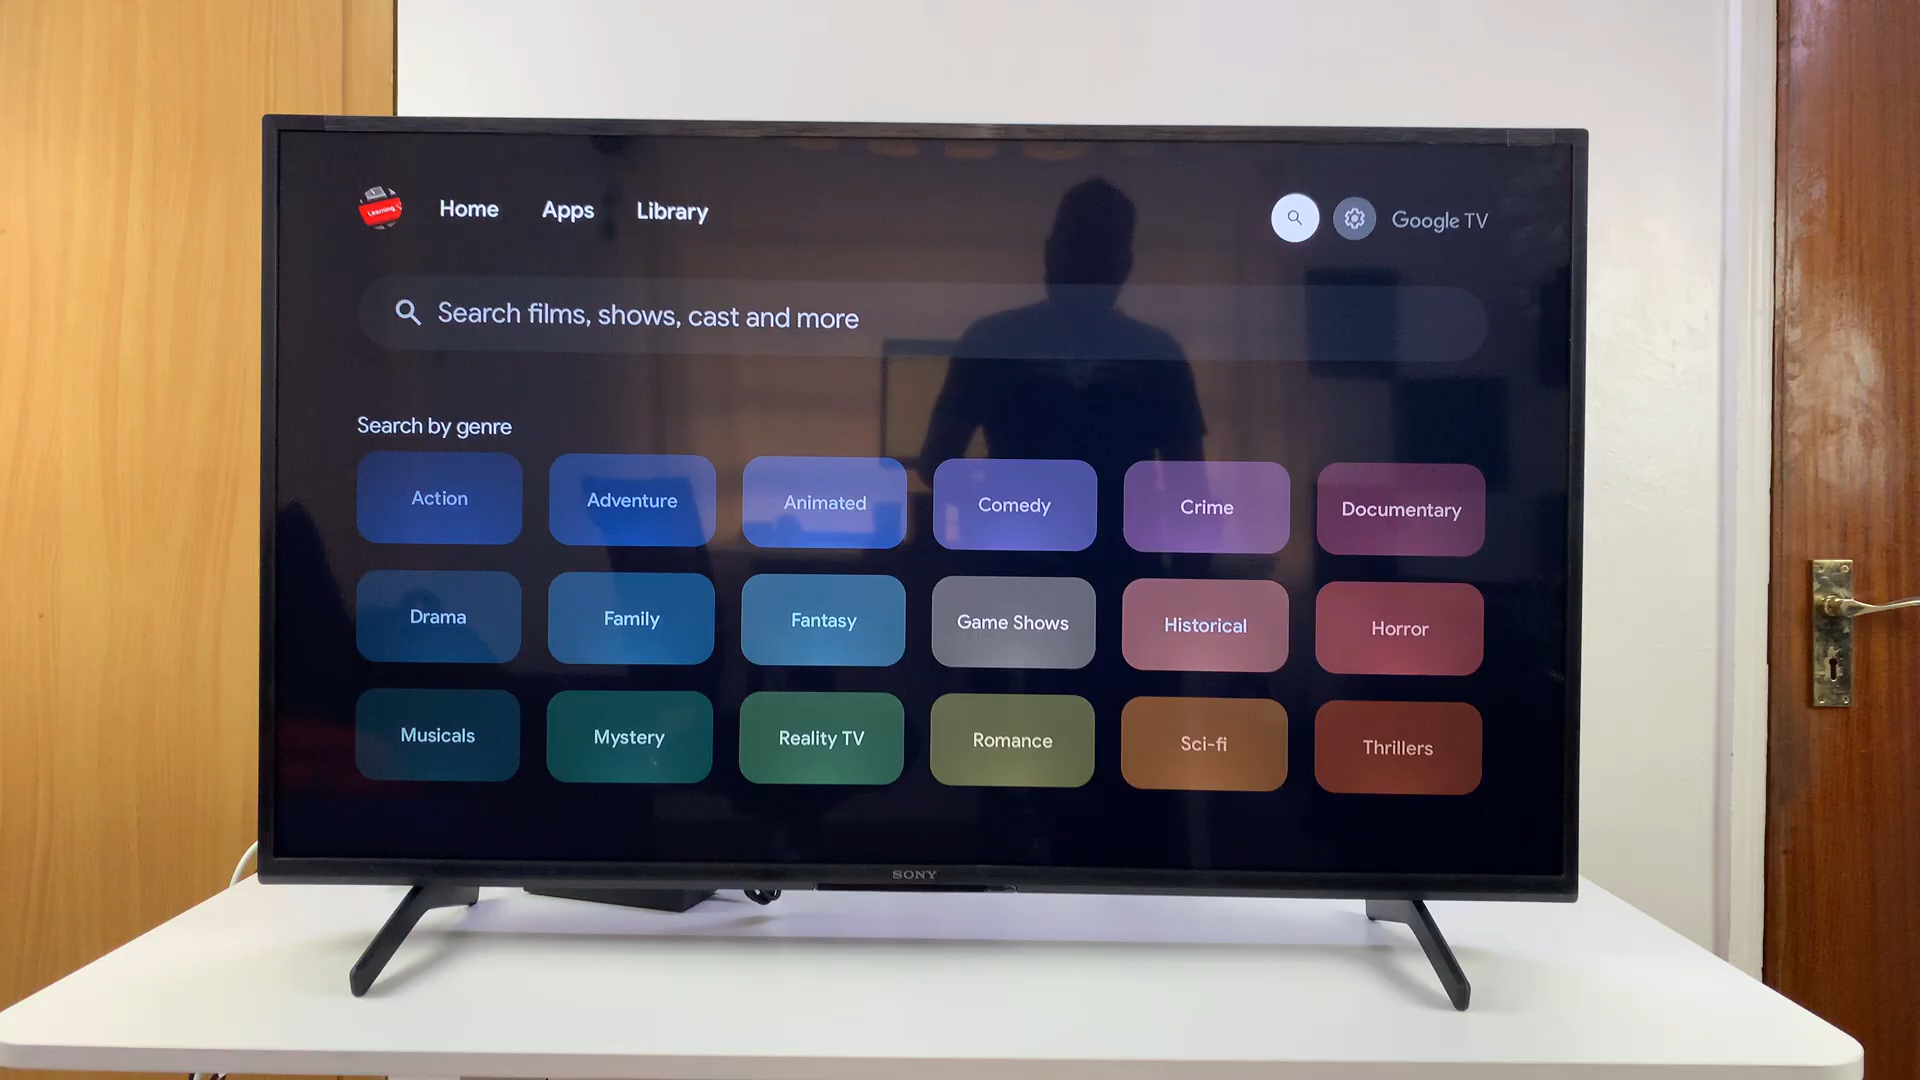 Learning
Home Apps Library Google TV
Search films, shows, cast and more
Search by genre
Action Adventure Animated Comedy Crime Documentary
Drama Family Fantasy Game Shows Historical Horror
Musicals Mystery Reality TV Romance Sci-fi Thrillers
SONY